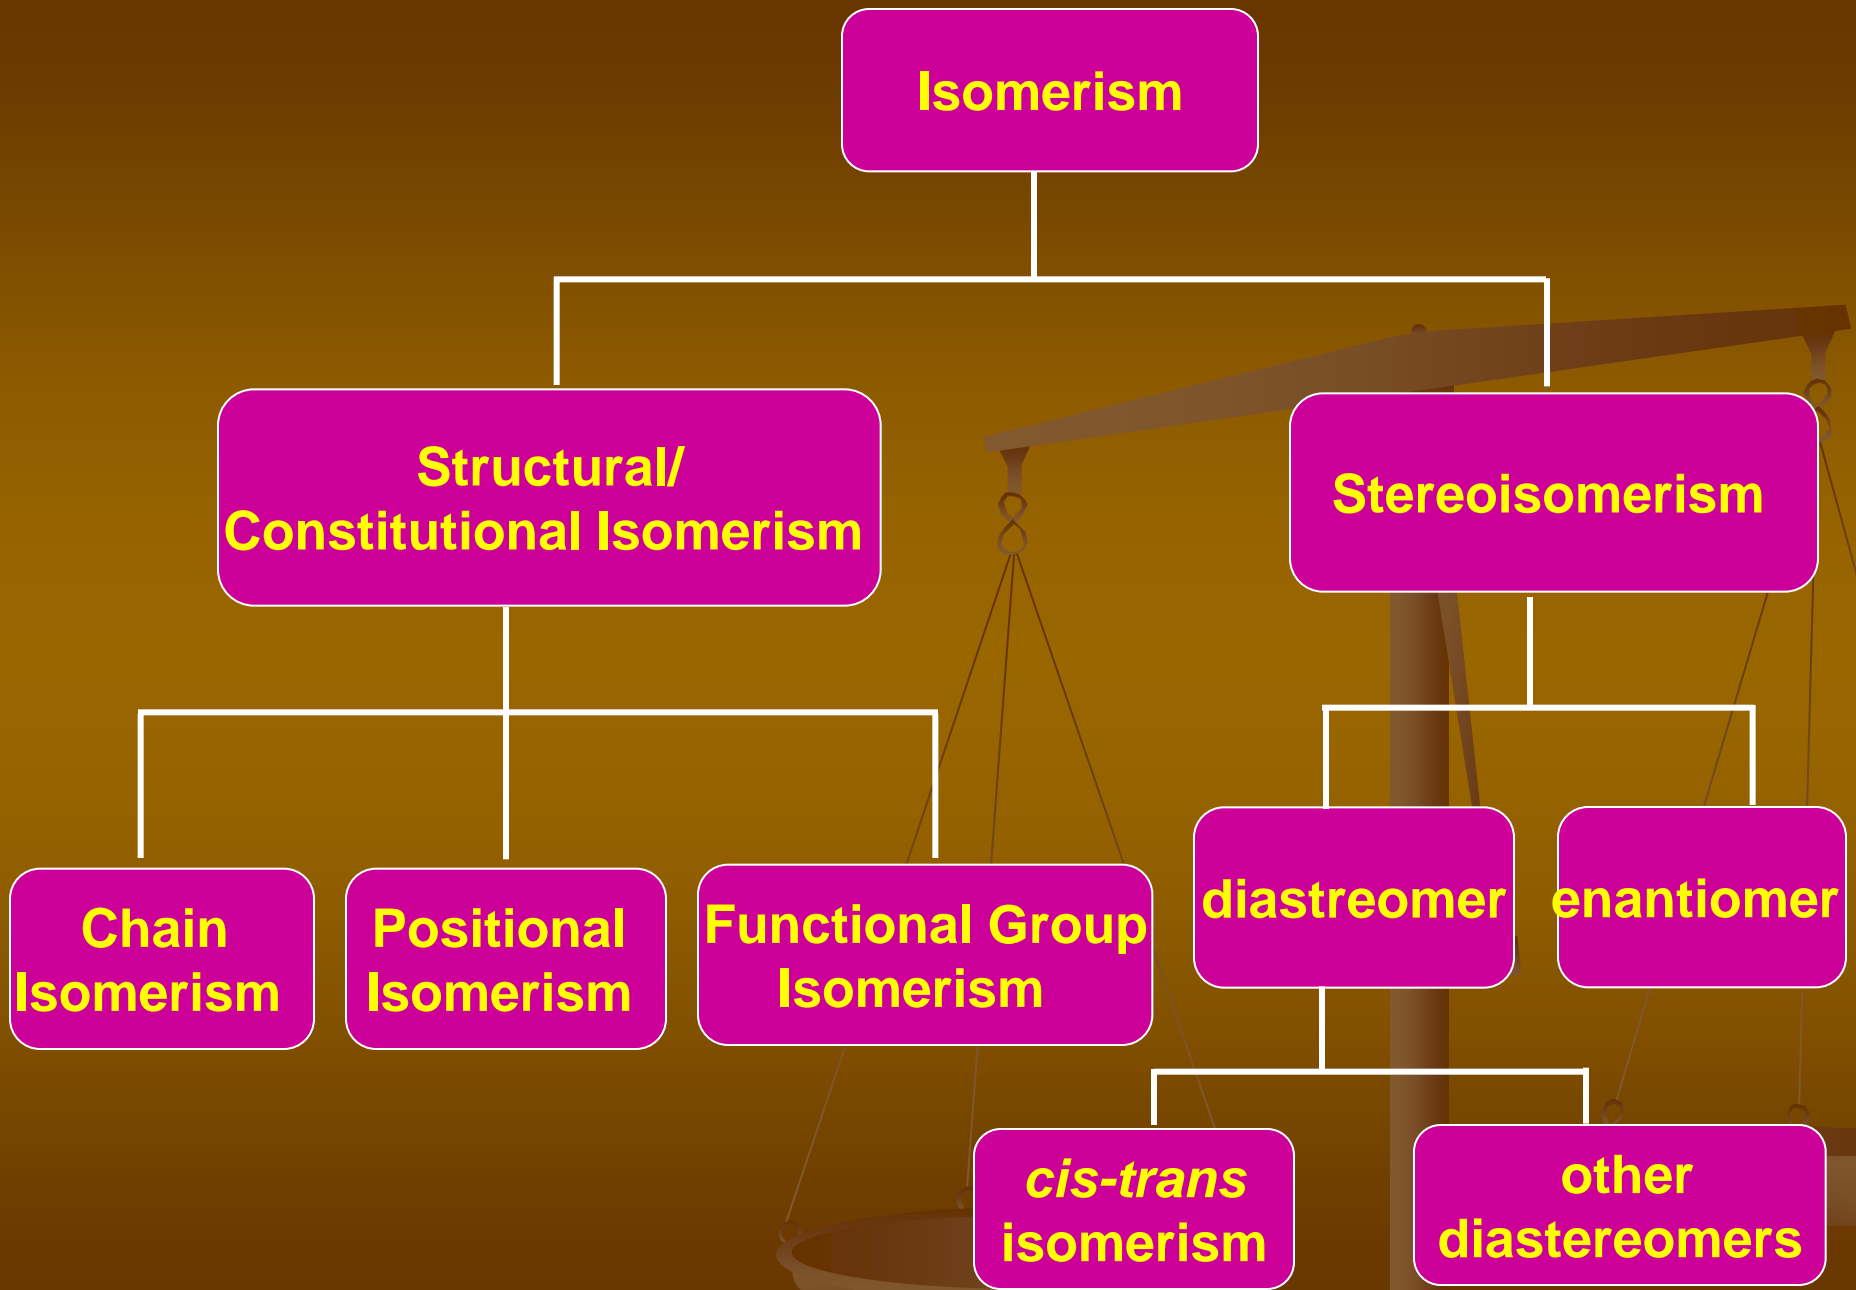 Isomerism
Structural/
Constitutional Isomerism
Stereoisomerism
Chain
Isomerism
Positional
Isomerism
Functional Group
Isomerism
diastreomer
enantiomer
cis-trans
isomerism
other
diastereomers